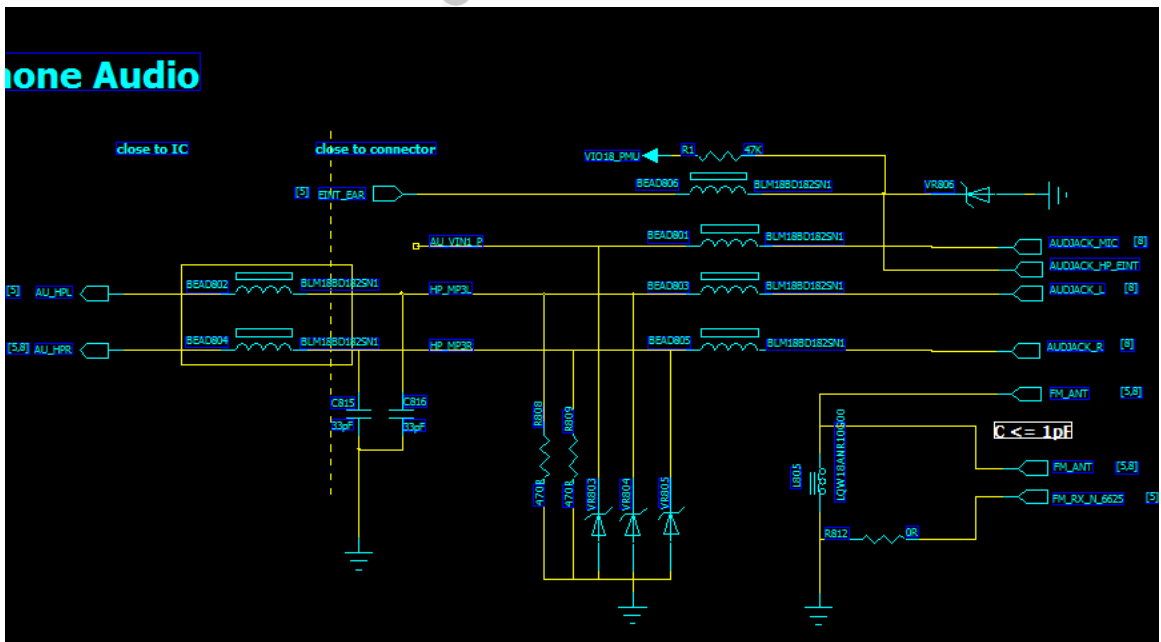 hone Audio
close to IC
close to connector
VIO18_PMU
R1
47K
[5]
EINT_EAR
BEAD806
BLM18BD182SN1
VR806
AU_VIN1_P
BEAD801
BLM18BD182SN1
AUDJACK_MIC
[8]
AUDJACK_HP_EINT
[5]
AU_HPL
BEAD802
BLM18BD182SN1
HP_MP3L
BEAD803
BLM18BD182SN1
AUDJACK_L
[8]
[5,8]
AU_HPR
BEAD804
BLM18BD182SN1
HP_MP3R
BEAD805
BLM18BD182SN1
AUDJACK_R
[8]
C815
33pF
C816
33pF
R808
470R
R809
470R
VR803
VR804
VR805
FM_ANT
[5,8]
C <= 1pF
L805
LQW18ANR10G00
FM_ANT
[5,8]
FM_RX_N_6625
[5]
R812
0R